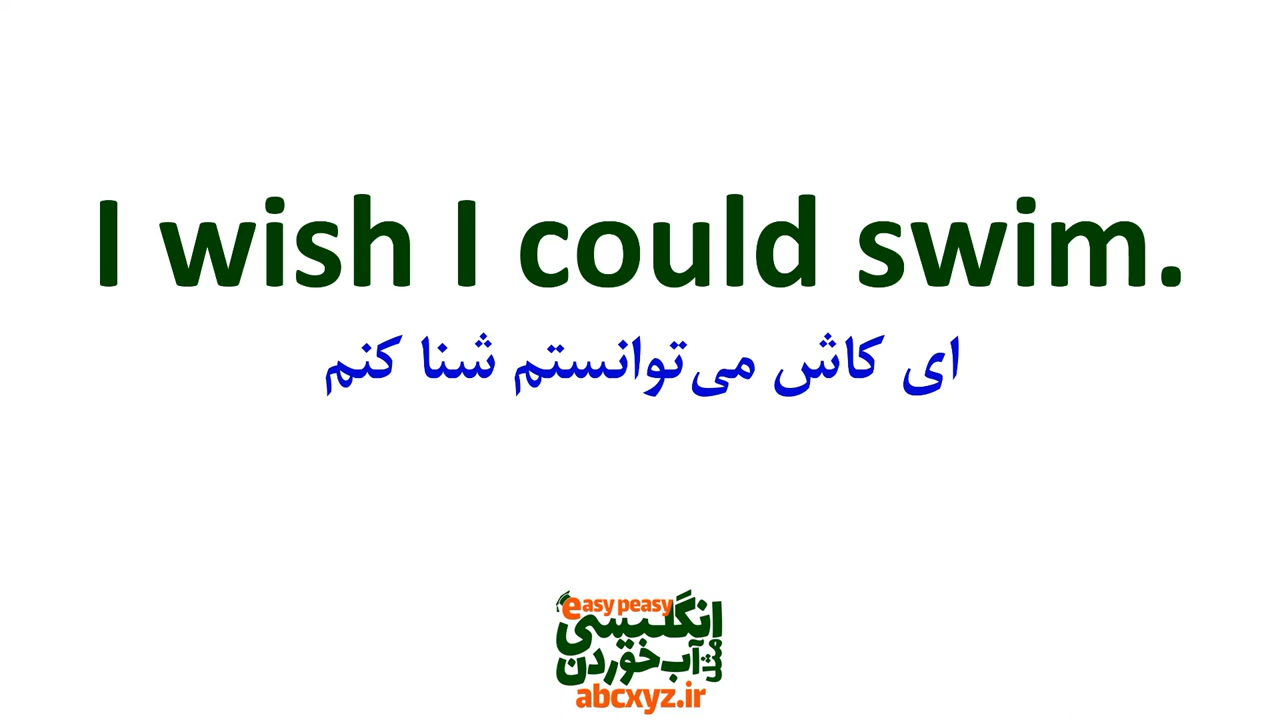 I wish I could swim.
ای کاش می‌توانستم شنا کنم
easy peasy
انگلیسی
مثل آب خوردن
abcxyz.ir